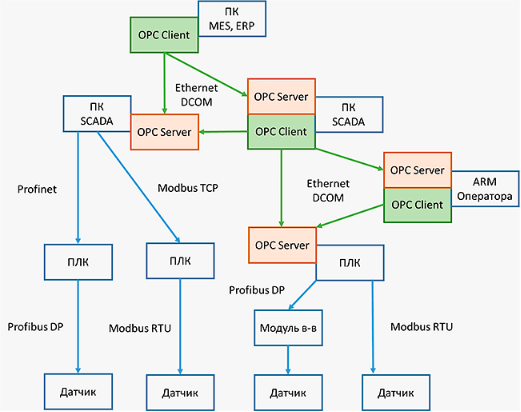 ПК
MES, ERP
OPC Client
Ethernet
DCOM
OPC Server
ПК
SCADA
OPC Client
ПК
SCADA
OPC Server
OPC Server
ARM
Оператора
OPC Client
Profinet
Modbus TCP
Ethernet
DCOM
OPC Server
ПЛК
ПЛК
ПЛК
Profibus DP
Profibus DP
Modbus RTU
Модуль в-в
Modbus RTU
Датчик
Датчик
Датчик
Датчик